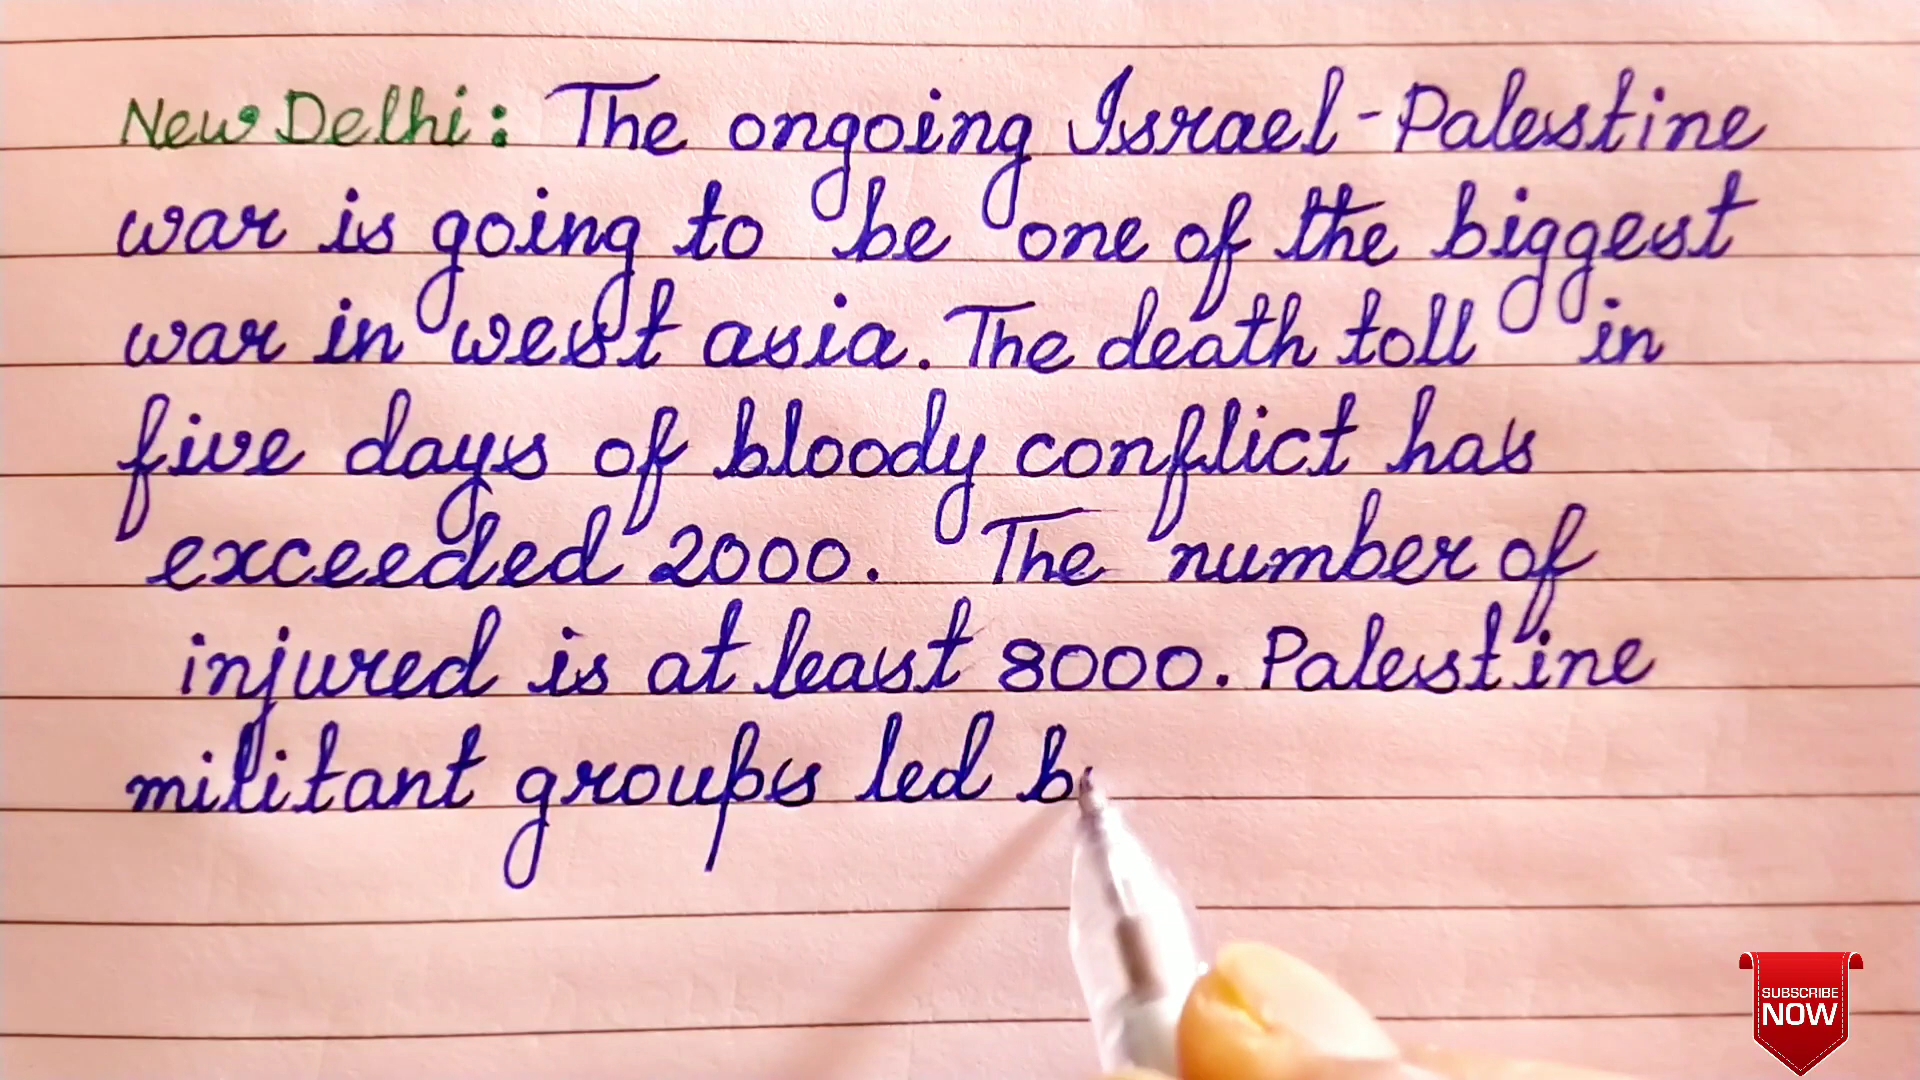 New Delhi: The ongoing Israel-Palestine
war is going to be one of the biggest
war in west asia. The death toll in
five days of bloody conflict has
exceeded 2000. The number of
injured is at least 8000. Palestine
militant groups led b
SUBSCRIBE
NOW